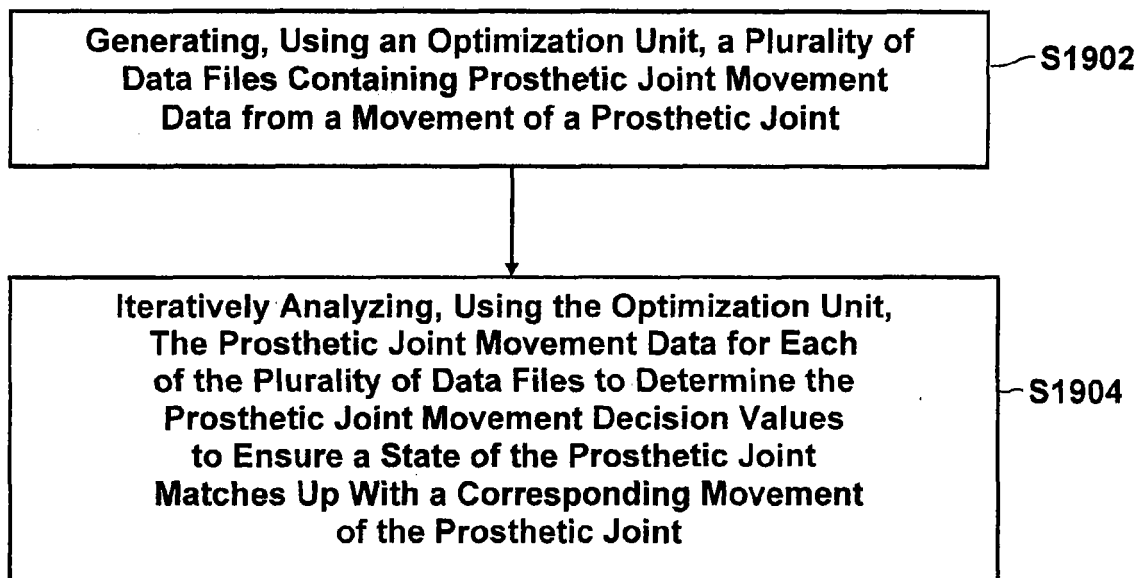 Generating, Using an Optimization Unit, a Plurality of
Data Files Containing Prosthetic Joint Movement
Data from a Movement of a Prosthetic Joint
S1902
Iteratively Analyzing, Using the Optimization Unit,
The Prosthetic Joint Movement Data for Each
of the Plurality of Data Files to Determine the
Prosthetic Joint Movement Decision Values
to Ensure a State of the Prosthetic Joint
Matches Up With a Corresponding Movement
of the Prosthetic Joint
S1904